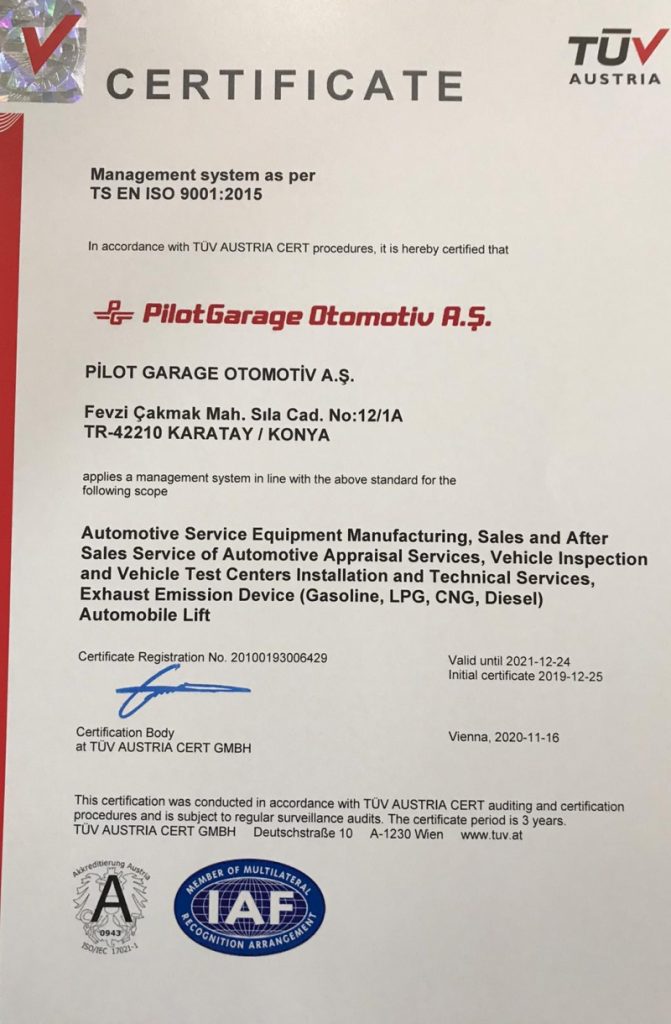 CERTIFICATE
TÜV
AUSTRIA
Management system as per
TS EN ISO 9001:2015
In accordance with TÜV AUSTRIA CERT procedures, it is hereby certified that
PG PilotGarage Otomotiv A.Ş.
PİLOT GARAGE OTOMOTİV A.Ş.
Fevzi Çakmak Mah. Sıla Cad. No:12/1A
TR-42210 KARATAY / KONYA
applies a management system in line with the above standard for the
following scope
Automotive Service Equipment Manufacturing, Sales and After
Sales Service of Automotive Appraisal Services, Vehicle Inspection
and Vehicle Test Centers Installation and Technical Services,
Exhaust Emission Device (Gasoline, LPG, CNG, Diesel)
Automobile Lift
Certificate Registration No. 20100193006429
Valid until 2021-12-24
Initial certificate 2019-12-25
Certification Body
at TÜV AUSTRIA CERT GMBH
Vienna, 2020-11-16
This certification was conducted in accordance with TÜV AUSTRIA CERT auditing and certification
procedures and is subject to regular surveillance audits. The certificate period is 3 years.
TÜV AUSTRIA CERT GMBH Deutschstraße 10 A-1230 Wien www.tuv.at
Akkreditierung Austria
A
0943
ISO/IEC 17021-1
MEMBER OF MULTILATERAL
IAF
RECOGNITION ARRANGEMENT